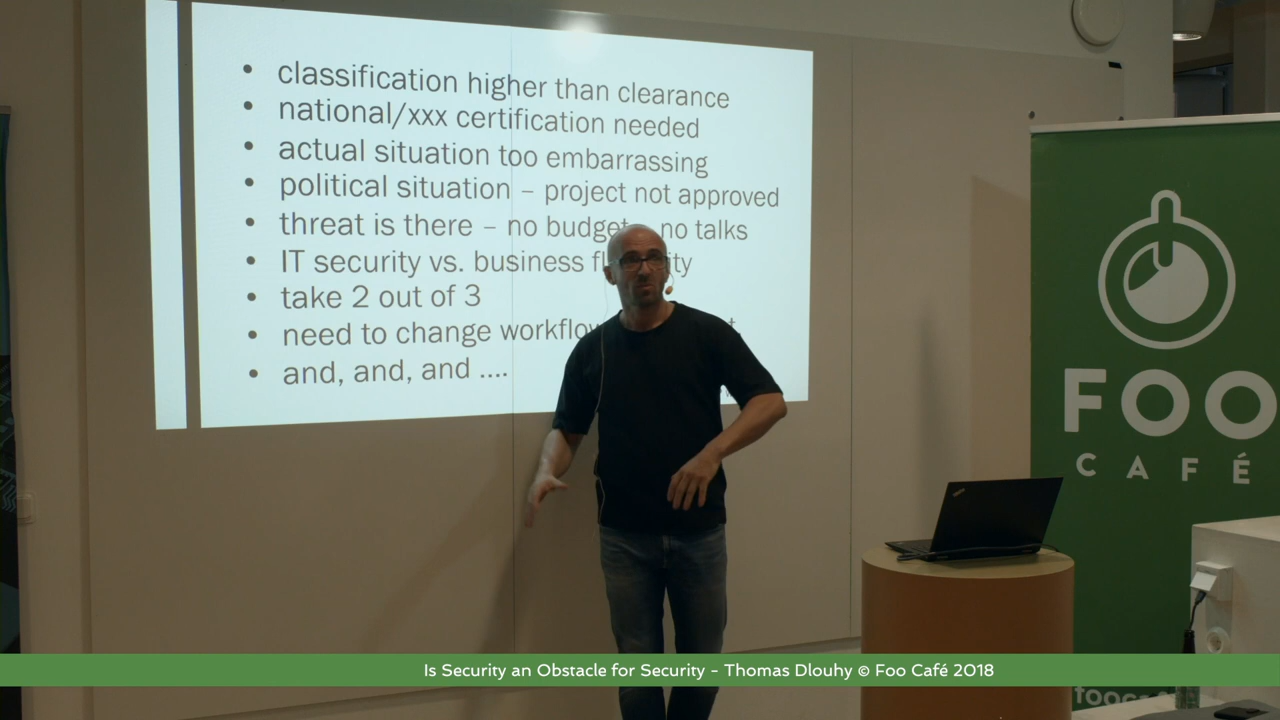 • classification higher than clearance
• national/xxx certification needed
• actual situation too embarrassing
• political situation – project not approved
• threat is there – no budget – no talks
• IT security vs. business
• take 2 out of 3
• need to change
• and, and, and ....
FOO
CAFÉ
Is Security an Obstacle for Security - Thomas Dlouhy © Foo Café 2018